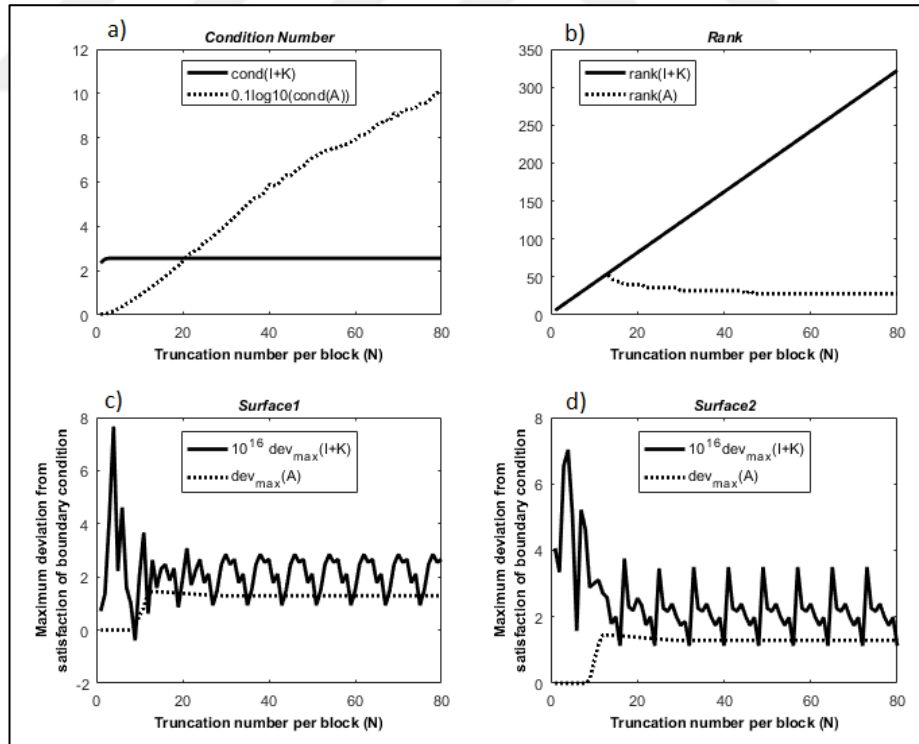 a)
Condition Number
cond(I+K)
0.1log10(cond(A))
12
10
8
6
4
2
0
0
20
40
60
80
Truncation number per block (N)
b)
Rank
rank(I+K)
rank(A)
350
300
250
200
150
100
50
0
0
20
40
60
80
Truncation number per block (N)
c)
Surface1
10^16 dev_max(I+K)
dev_max(A)
Maximum deviation from
satisfaction of boundary condition
8
6
4
2
0
-2
0
20
40
60
80
Truncation number per block (N)
d)
Surface2
10^16 dev_max(I+K)
dev_max(A)
Maximum deviation from
satisfaction of boundary condition
8
6
4
2
0
0
20
40
60
80
Truncation number per block (N)